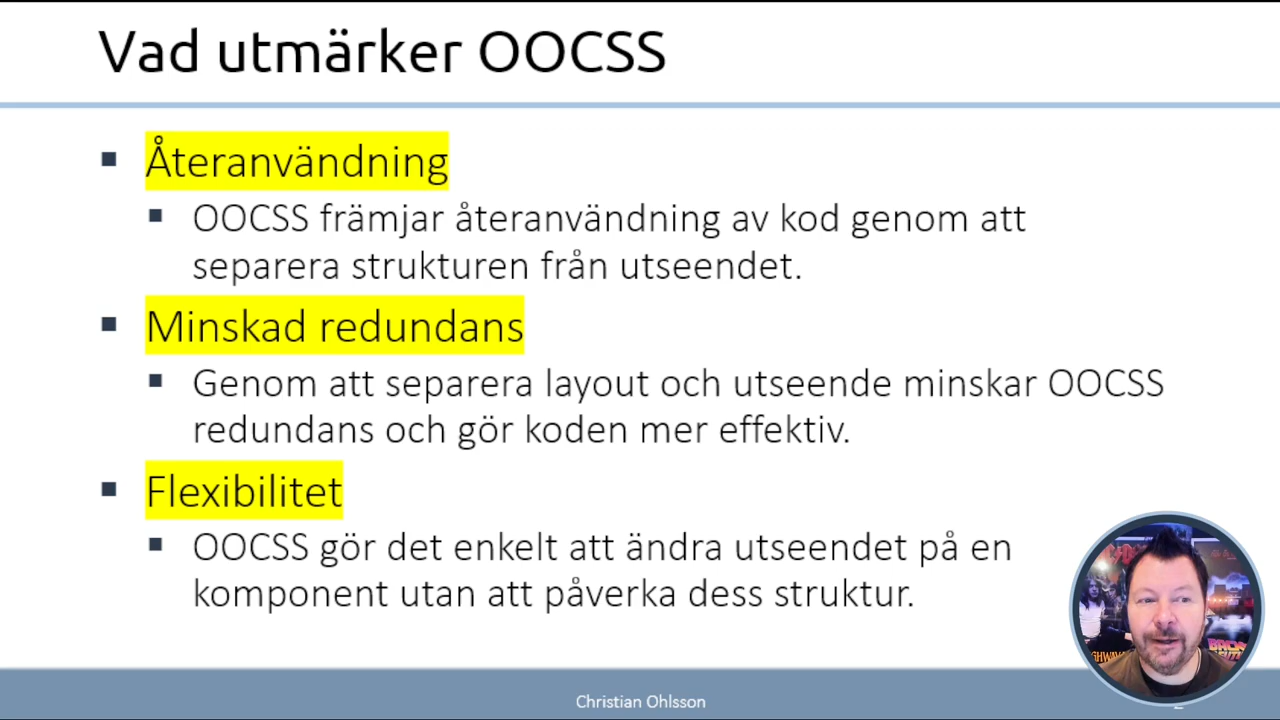 Vad utmärker OOCSS
Återanvändning
OOCSS främjar återanvändning av kod genom att
separera strukturen från utseendet.
Minskad redundans
Genom att separera layout och utseende minskar OOCSS
redundans och gör koden mer effektiv.
Flexibilitet
OOCSS gör det enkelt att ändra utseendet på en
komponent utan att påverka dess struktur.
Christian Ohlsson